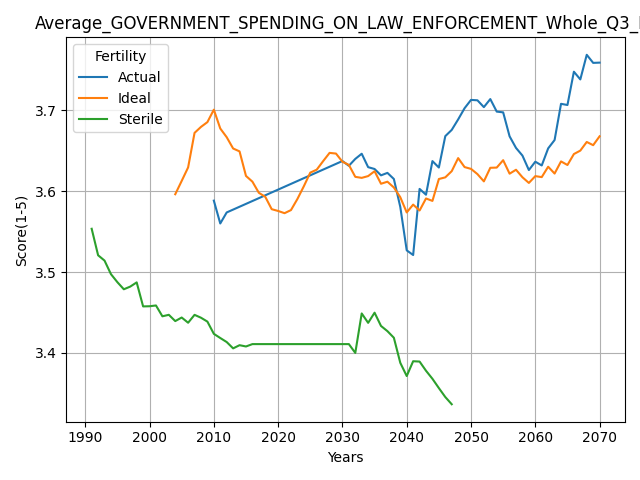 Average_GOVERNMENT_SPENDING_ON_LAW_ENFORCEMENT_Whole_Q3_
Fertility
Actual
Ideal
Sterile
Score(1-5)
3.7
3.6
3.5
3.4
1990 2000 2010 2020 2030 2040 2050 2060 2070
Years